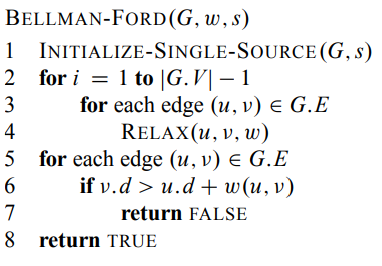 BELLMAN-FORD(G, w, s)
1 INITIALIZE-SINGLE-SOURCE(G, s)
2 for i = 1 to |G.V| − 1
3 for each edge (u, v) ∈ G.E
4 RELAX(u, v, w)
5 for each edge (u, v) ∈ G.E
6 if v.d > u.d + w(u, v)
7 return FALSE
8 return TRUE